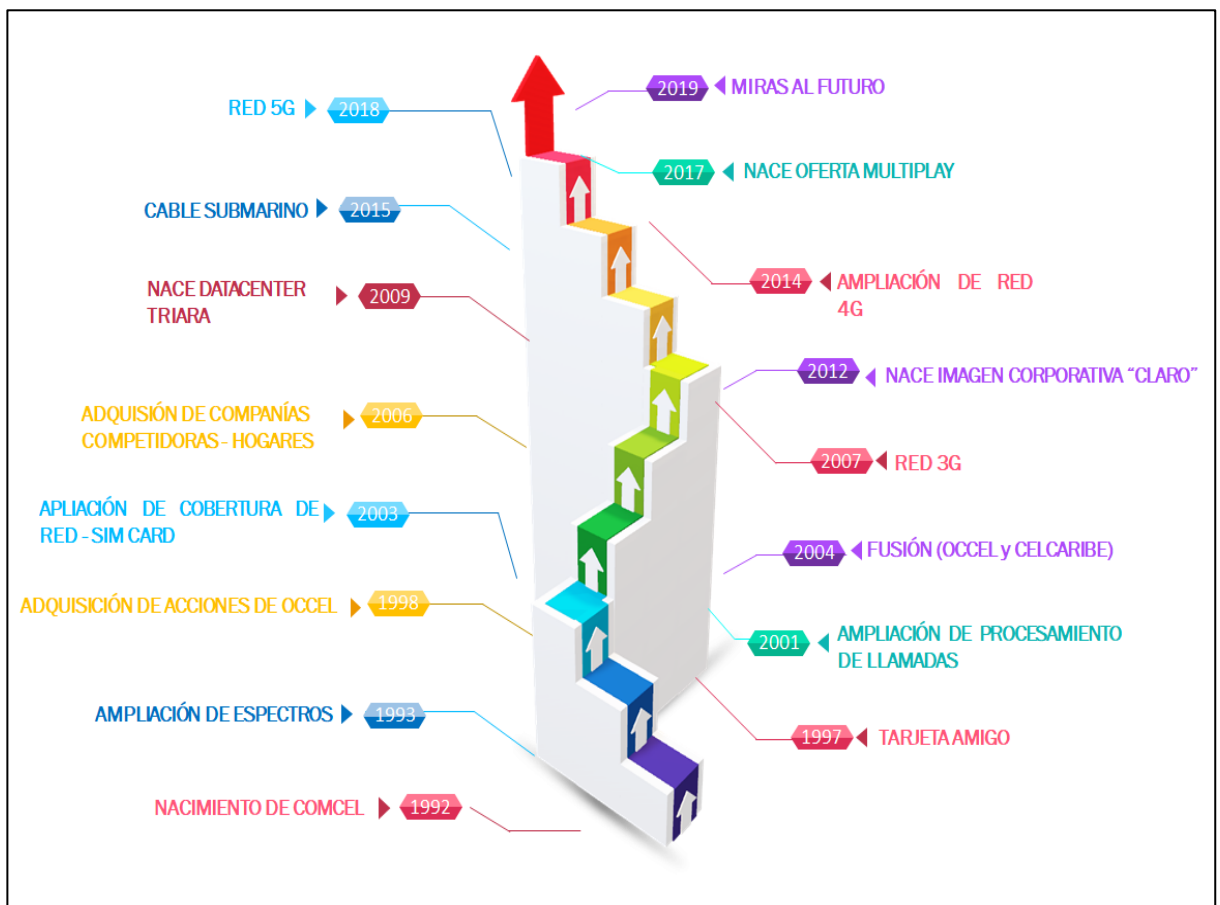 2019 MIRAS AL FUTURO
RED 5G 2018
2017 NACE OFERTA MULTIPLAY
CABLE SUBMARINO 2015
2014 AMPLIACIÓN DE RED
4G
NACE DATACENTER
TRIARA
2009
2012 NACE IMAGEN CORPORATIVA “CLARO”
ADQUISIÓN DE COMPAÑÍAS
COMPETIDORAS - HOGARES
2006
2007 RED 3G
APLIACIÓN DE COBERTURA DE
RED - SIM CARD
2003
2004 FUSIÓN (OCCEL y CELCARIBE)
ADQUISICIÓN DE ACCIONES DE OCCEL 1998
2001 AMPLIACIÓN DE PROCESAMIENTO
DE LLAMADAS
AMPLIACIÓN DE ESPECTROS 1993
1997 TARJETA AMIGO
NACIMIENTO DE COMCEL 1992